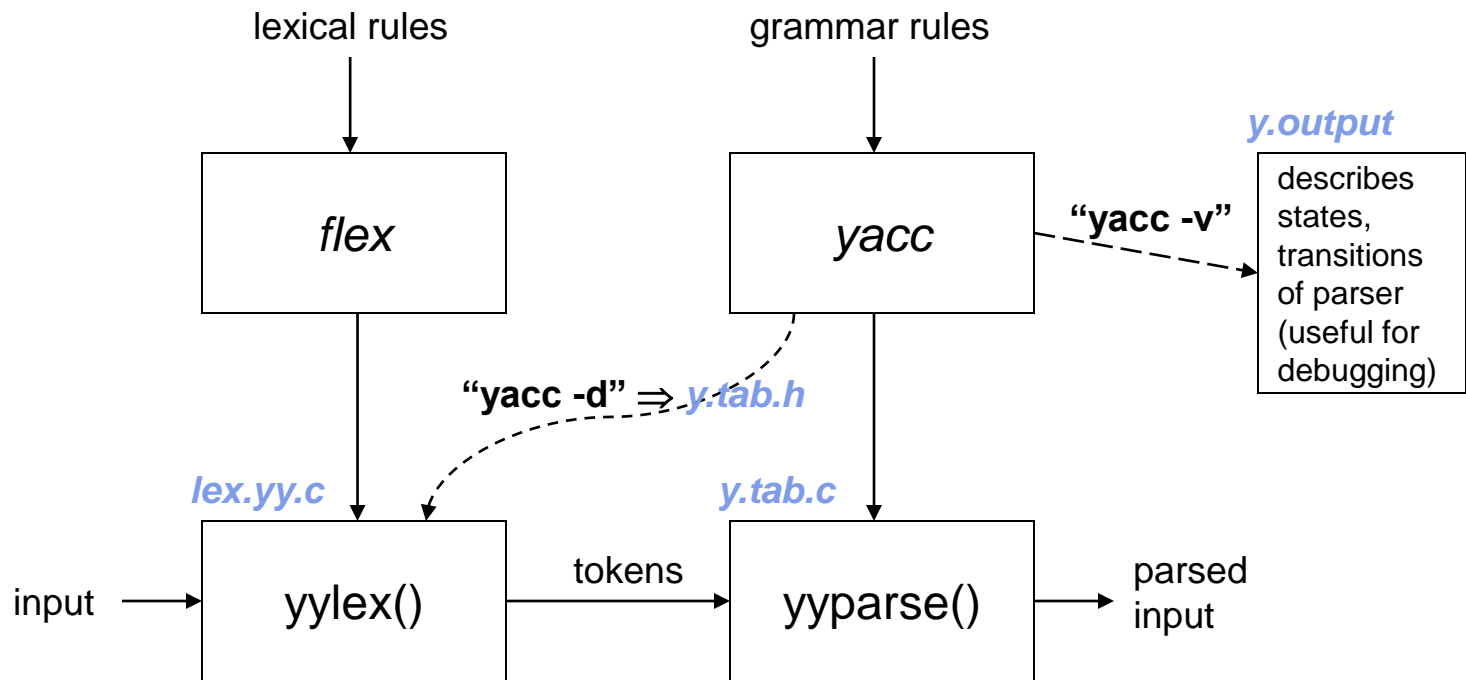 lexical rules
grammar rules
y.output
flex
yacc
“yacc -v”
describes
states,
transitions
of parser
(useful for
debugging)
“yacc -d” ⇒ y.tab.h
lex.yy.c
y.tab.c
input
yylex()
tokens
yyparse()
parsed
input